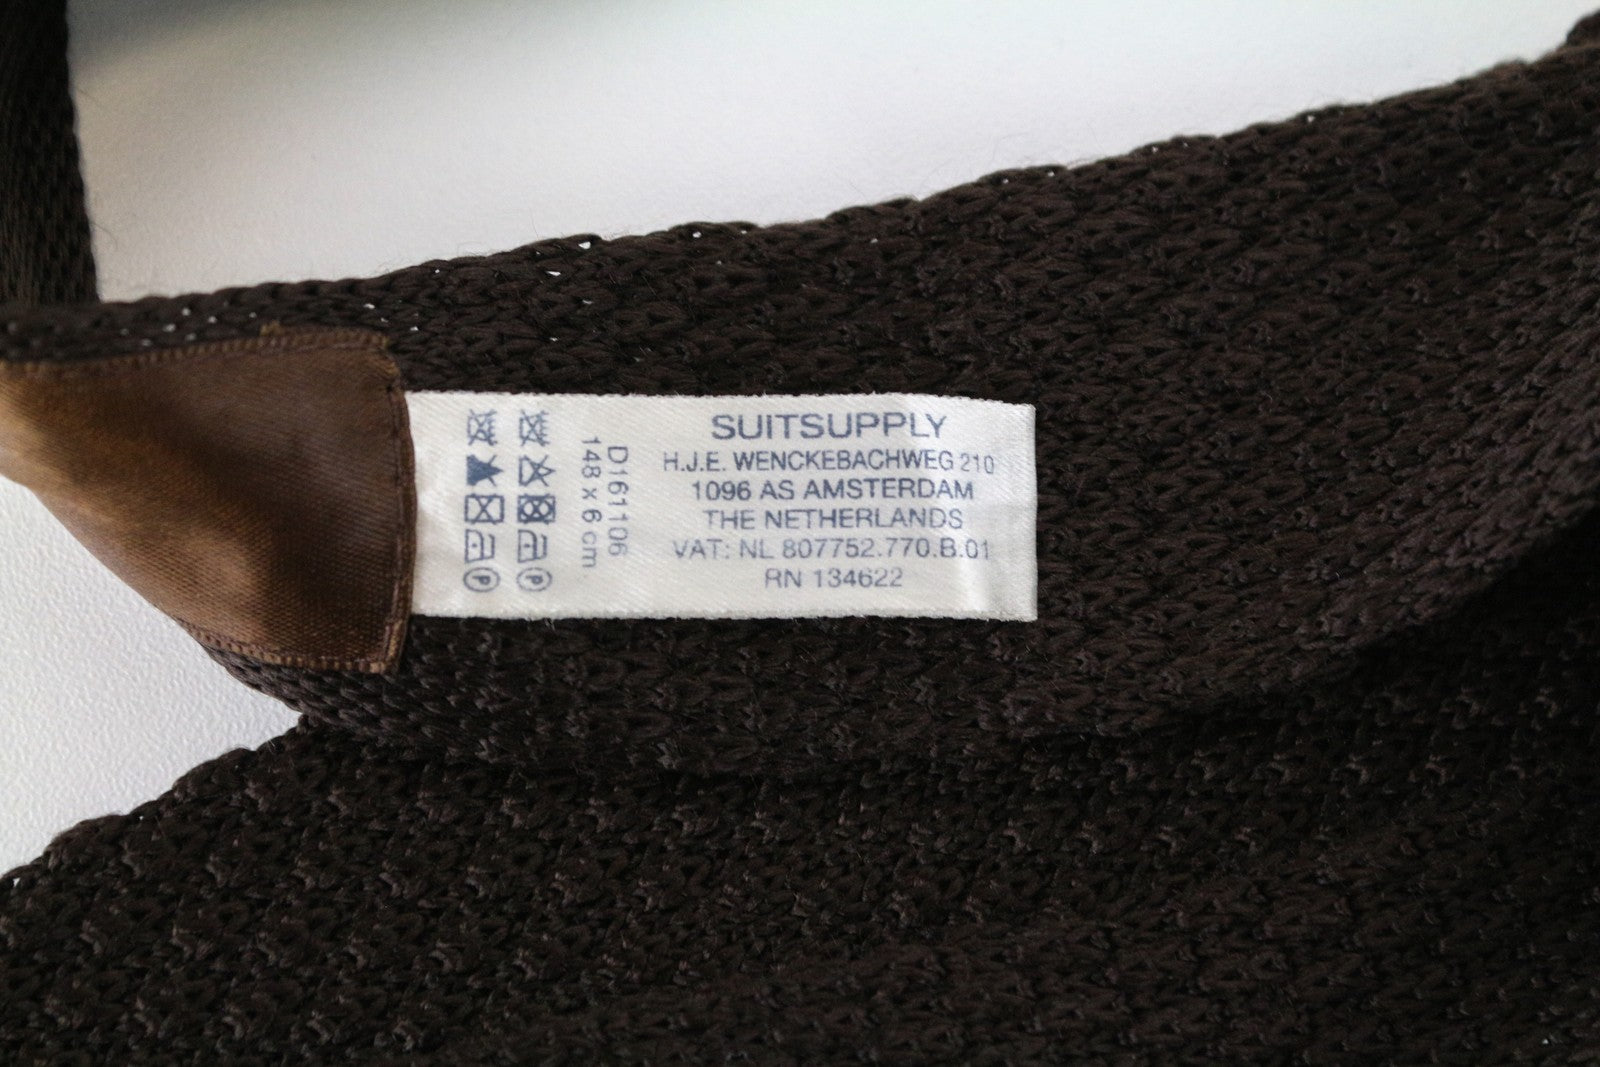 SUITSUPPLY
H.J.E. WENCKEBACHWEG 210
1096 AS AMSTERDAM
THE NETHERLANDS
VAT: NL 807752.770.B.01
RN 134622
D161106
148 x 6 cm
P P